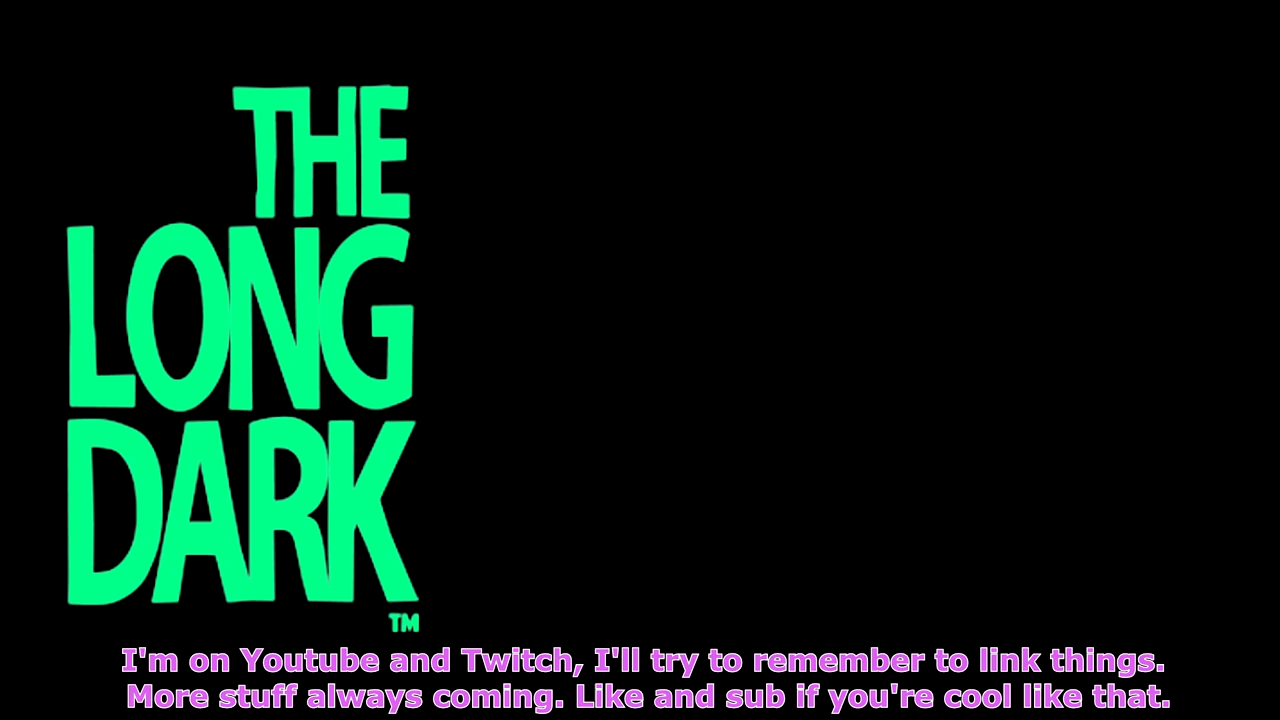 THE
LONG
DARK
TM
I'm on Youtube and Twitch, I'll try to remember to link things.
More stuff always coming. Like and sub if you're cool like that.